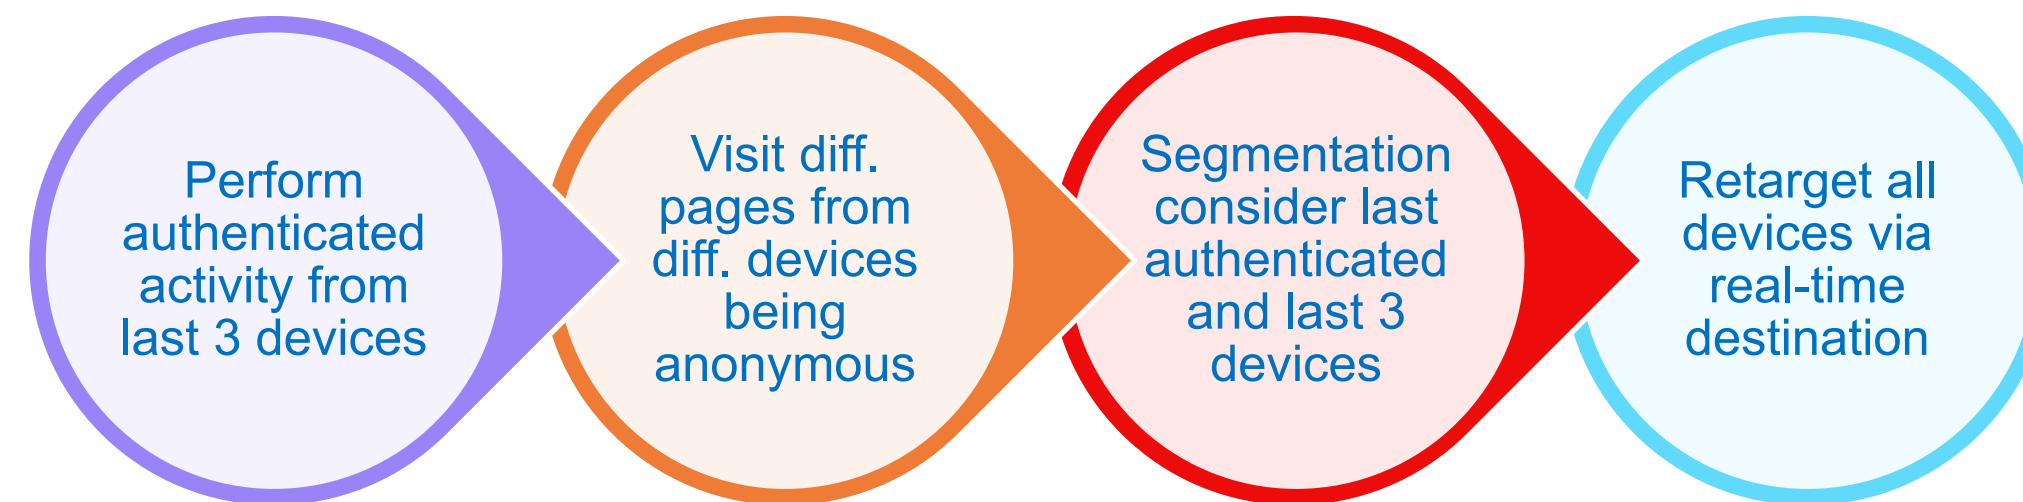 Perform
authenticated
activity from
last 3 devices
Visit diff.
pages from
diff. devices
being
anonymous
Segmentation
consider last
authenticated
and last 3
devices
Retarget all
devices via
real-time
destination